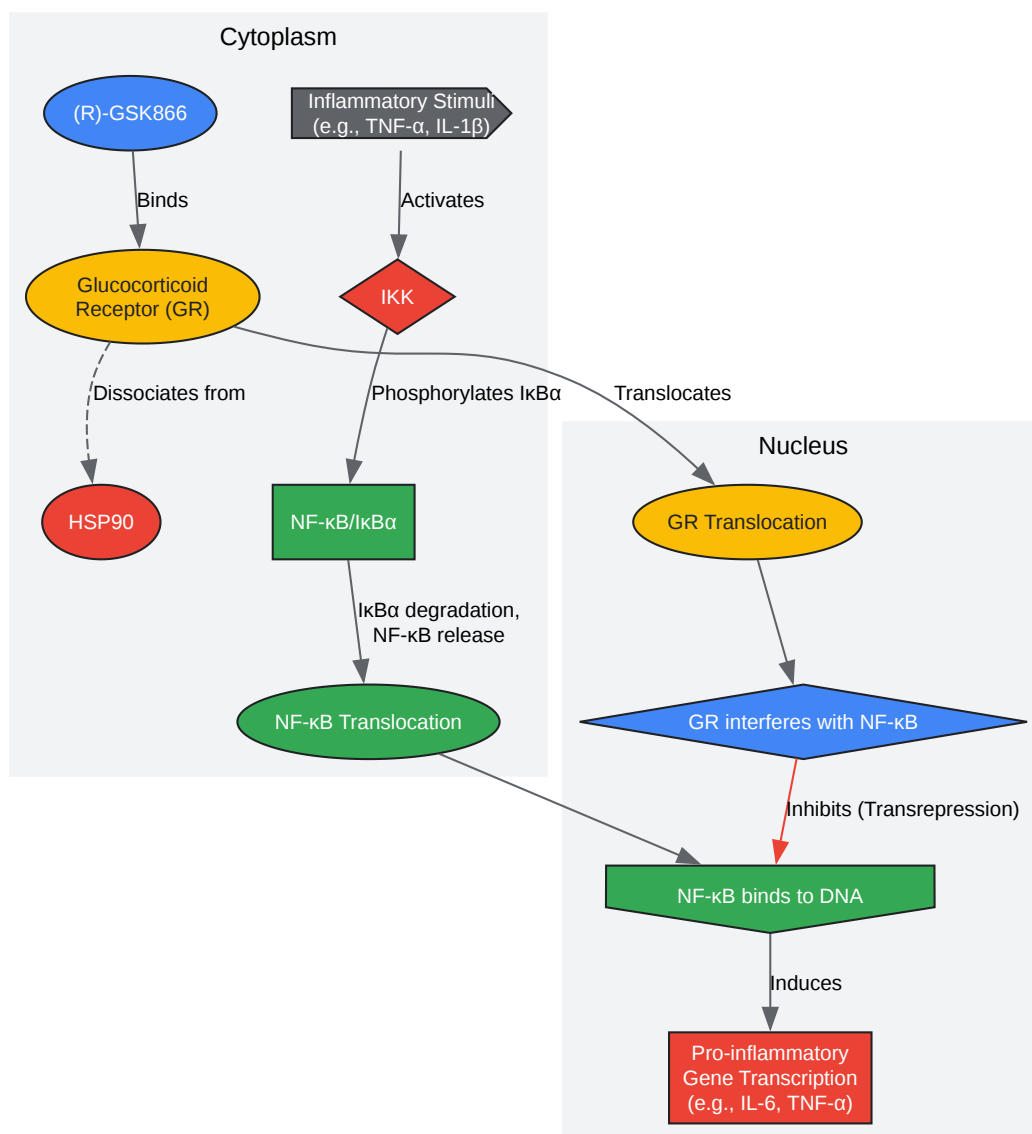 Cytoplasm
(R)-GSK866
Inflammatory Stimuli
(e.g., TNF-α, IL-1β)
Binds
Activates
Glucocorticoid
Receptor (GR)
IKK
Dissociates from
Phosphorylates IκBα
Translocates
Nucleus
HSP90
NF-κB/IκBα
GR Translocation
IκBα degradation,
NF-κB release
NF-κB Translocation
GR interferes with NF-κB
Inhibits (Transrepression)
NF-κB binds to DNA
Induces
Pro-inflammatory
Gene Transcription
(e.g., IL-6, TNF-α)